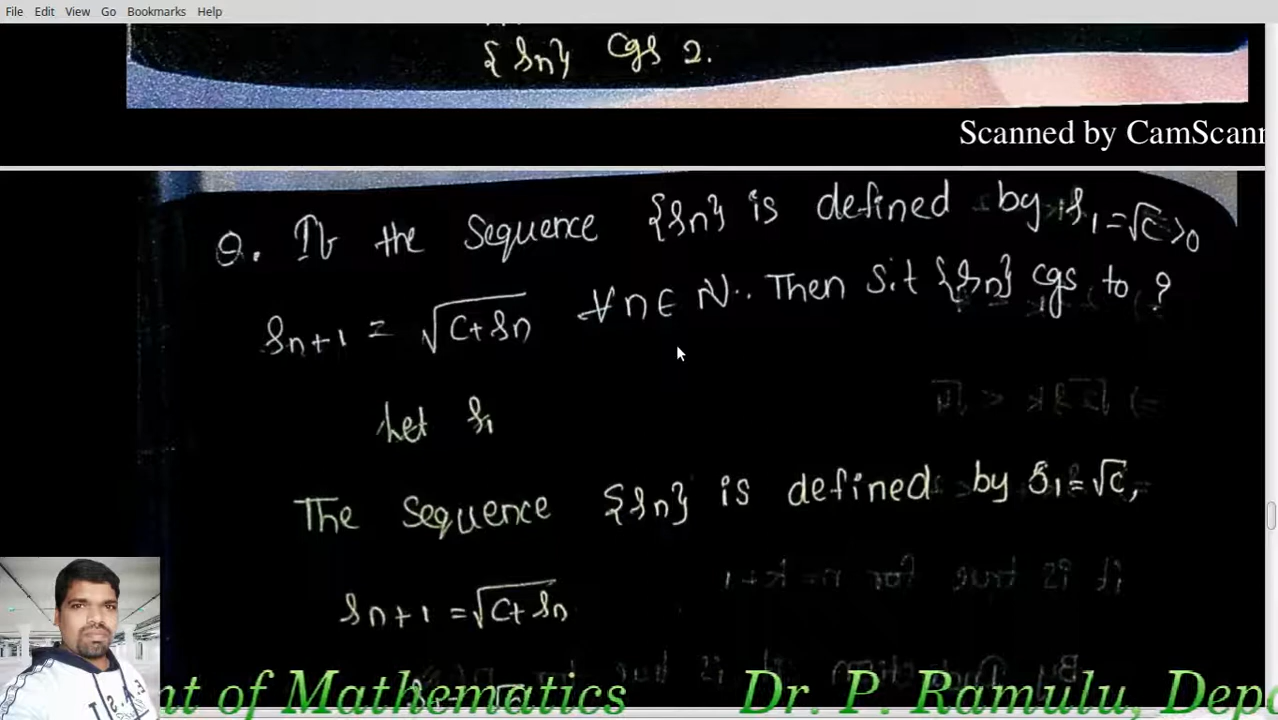 File Edit View Go Bookmarks Help
{Sn} Cgs 2.
Scanned by CamScann
Q. If the Sequence {Sn} is defined by S1 = √C > 0
Sn+1 = √C+Sn ∀n∈N. Then S.t {Sn} cgs to ?
Let S1
The Sequence {Sn} is defined by S1 = √C,
Sn+1 = √C+Sn
nt of Mathematics Dr. P. Ramulu, Depa